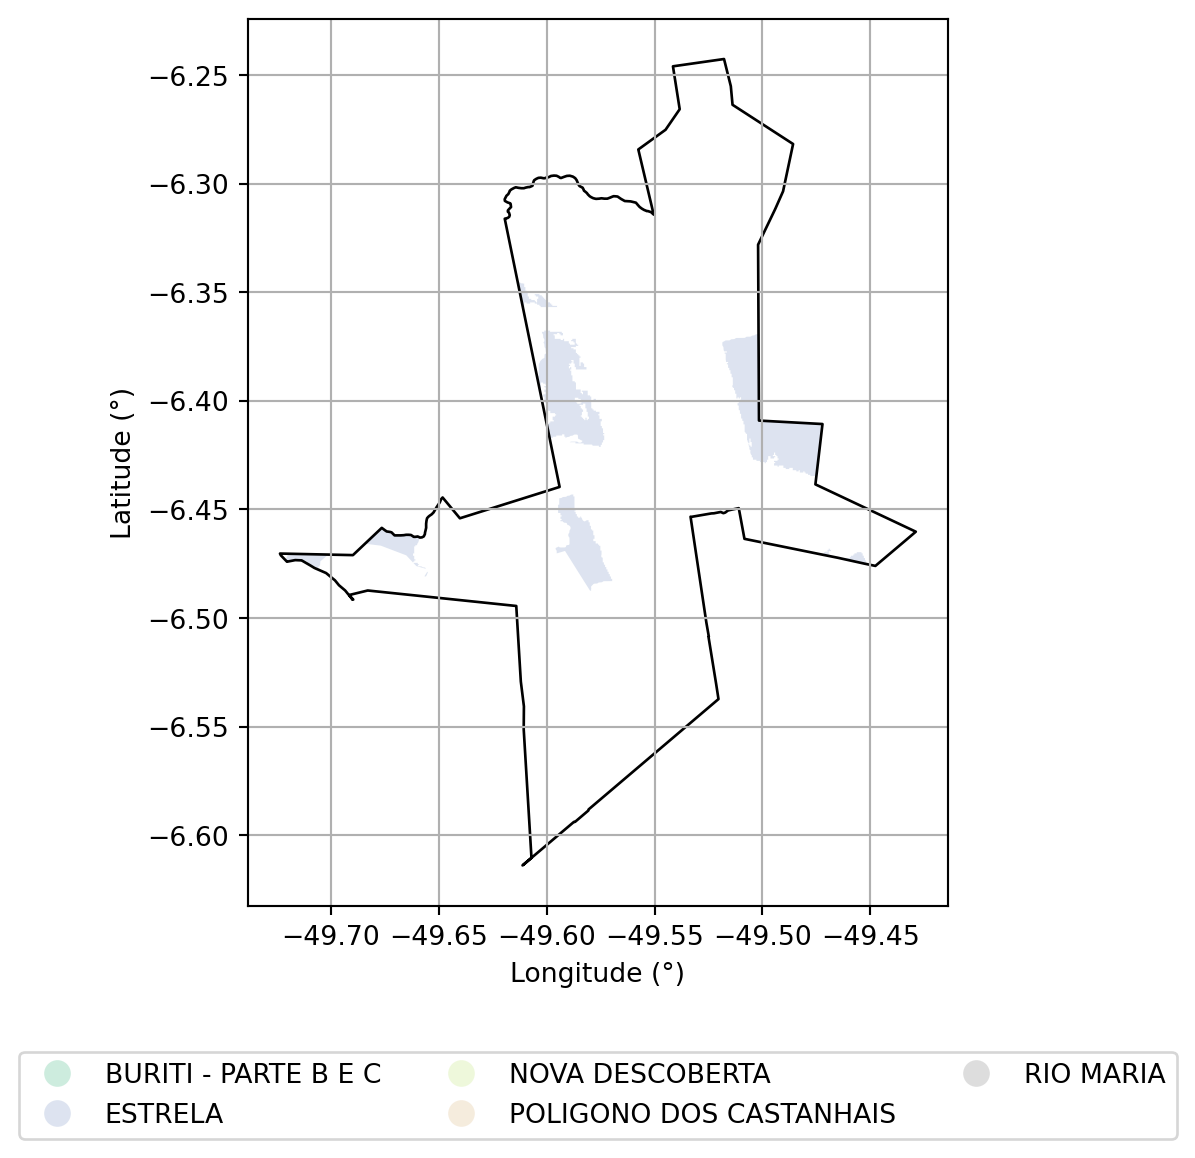 −6.25
−6.30
−6.35
−6.40
−6.45
−6.50
−6.55
−6.60
Latitude (°)
−49.70 −49.65 −49.60 −49.55 −49.50 −49.45
Longitude (°)
BURITI - PARTE B E C NOVA DESCOBERTA RIO MARIA
ESTRELA POLIGONO DOS CASTANHAIS